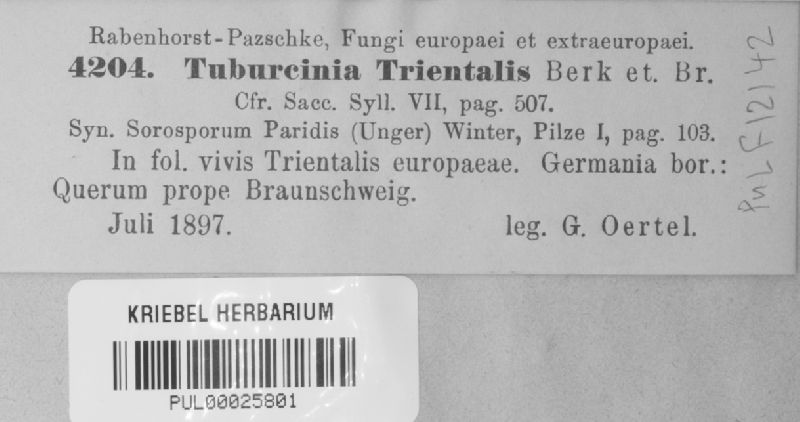 Rabenhorst-Pazschke, Fungi europaei et extraeuropaei.
4204. Tuburcinia Trientalis Berk et. Br.
Cfr. Sacc. Syll. VII, pag. 507.
Syn. Sorosporum Paridis (Unger) Winter, Pilze I, pag. 103.
In fol. vivis Trientalis europaeae. Germania bor.:
Querum prope Braunschweig.
Juli 1897. leg. G. Oertel.
PUL F12142
KRIEBEL HERBARIUM
PUL00025801